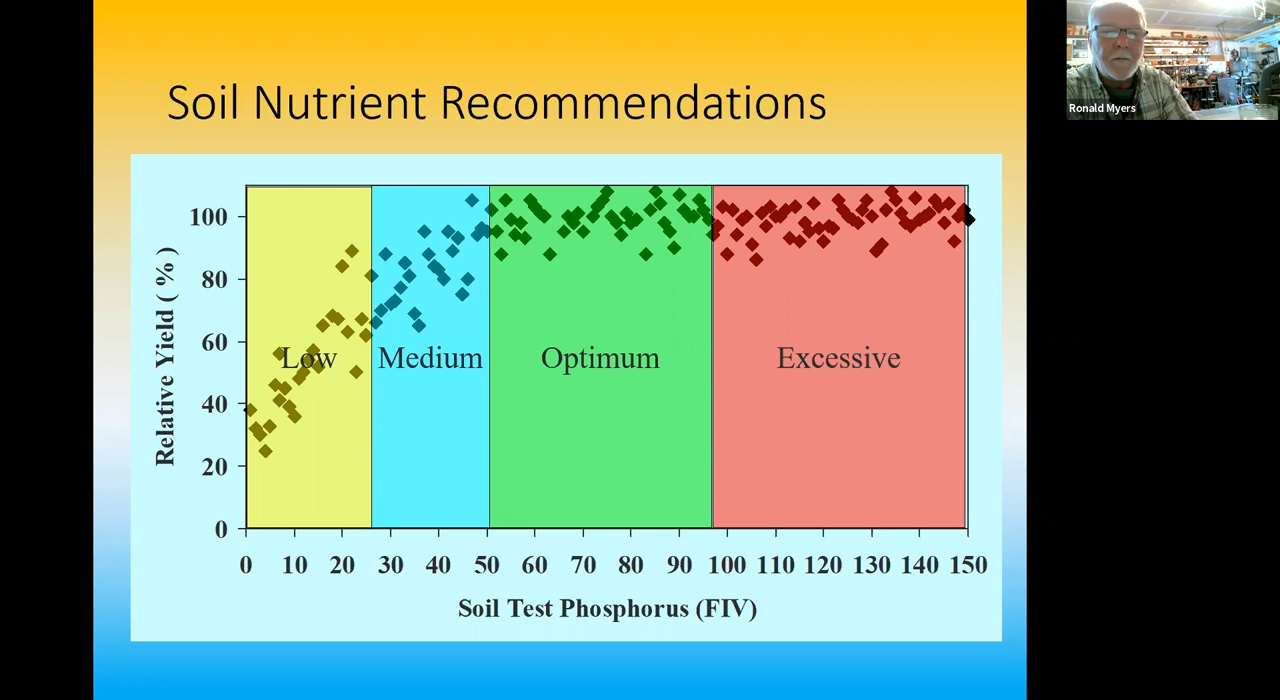 Soil Nutrient Recommendations
Ronald Myers
Relative Yield ( % )
100
80
60
40
20
0
Low
Medium
Optimum
Excessive
0 10 20 30 40 50 60 70 80 90 100 110 120 130 140 150
Soil Test Phosphorus (FIV)